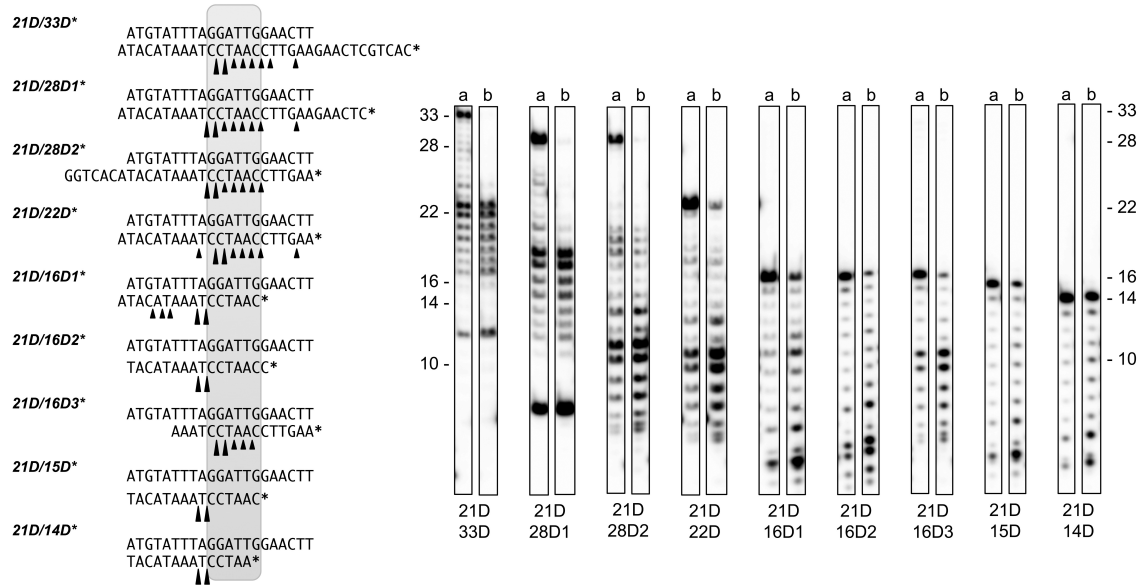 21D/33D*
ATGTATTTAGGATTGGAACTT
ATACATAAATCCTAACCTTGAAGAACTCGTCAC*
21D/28D1*
ATGTATTTAGGATTGGAACTT
ATACATAAATCCTAACCTTGAAGAACTC*
21D/28D2*
ATGTATTTAGGATTGGAACTT
GGTCACATACATAAATCCTAACCTTGAA*
21D/22D*
ATGTATTTAGGATTGGAACTT
ATACATAAATCCTAACCTTGAA*
21D/16D1*
ATGTATTTAGGATTGGAACTT
ATACATAAATCCTAAC*
21D/16D2*
ATGTATTTAGGATTGGAACTT
TACATAAATCCTAACC*
21D/16D3*
ATGTATTTAGGATTGGAACTT
AAATCCTAACCTTGAA*
21D/15D*
ATGTATTTAGGATTGGAACTT
TACATAAATCCTAAC*
21D/14D*
ATGTATTTAGGATTGGAACTT
TACATAAATCCTAA*
a b a b a b a b a b a b a b a b a b
33 -
28 -
22 -
16 -
14 -
10 -
- 33
- 28
- 22
- 16
- 14
- 10
21D 21D 21D 21D 21D 21D 21D 21D 21D
33D 28D1 28D2 22D 16D1 16D2 16D3 15D 14D